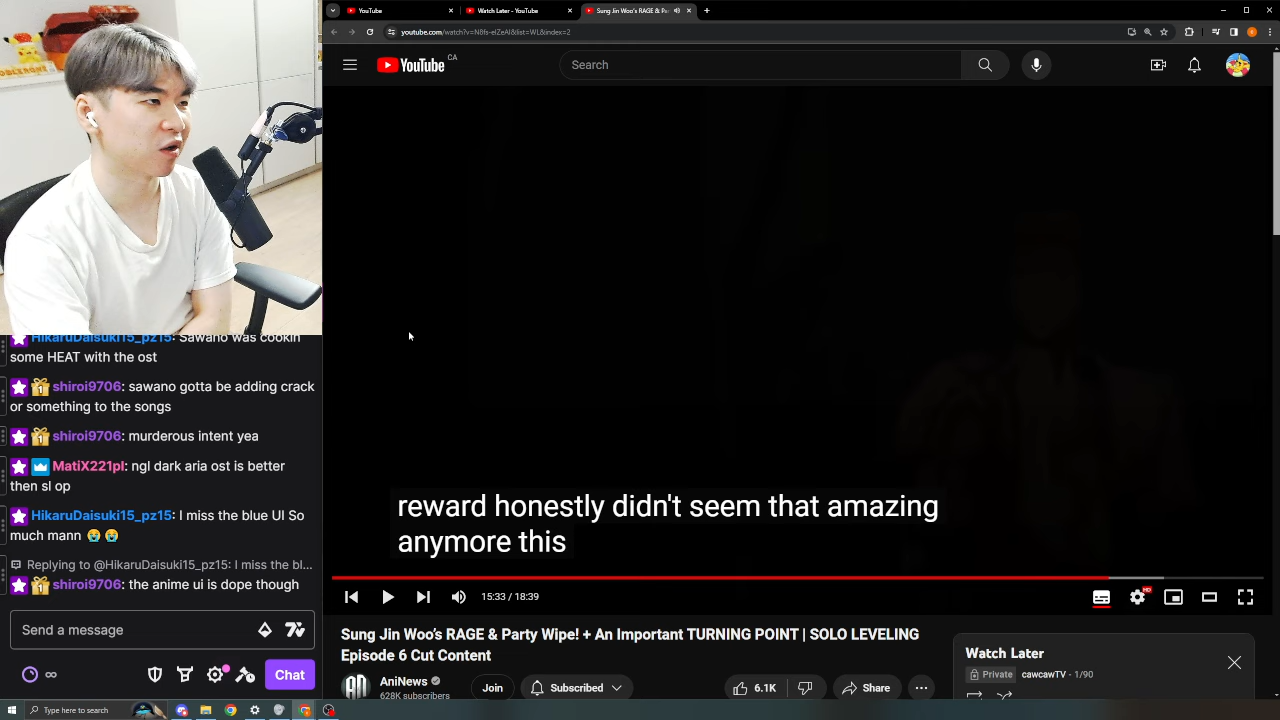 YouTube
Watch Later - YouTube
Sung Jin Woo's RAGE & Pa
youtube.com/watch?v=N8fs-eIZeAI&list=WL&index=2
YouTube CA
Search
reward honestly didn't seem that amazing
anymore this
15:33 / 18:39
HD
Sung Jin Woo's RAGE & Party Wipe! + An Important TURNING POINT | SOLO LEVELING
Episode 6 Cut Content
AniNews
628K subscribers
Join
Subscribed
6.1K
Share
Watch Later
Private cawcawTV - 1/90
HikaruDaisuki15_pz15: Sawano was cookin
some HEAT with the ost
shiroi9706: sawano gotta be adding crack
or something to the songs
shiroi9706: murderous intent yea
MatiX221pl: ngl dark aria ost is better
then sl op
HikaruDaisuki15_pz15: I miss the blue UI So
much mann 😭😭
Replying to @HikaruDaisuki15_pz15: I miss the bl...
shiroi9706: the anime ui is dope though
Send a message
∞
Chat
Type here to search